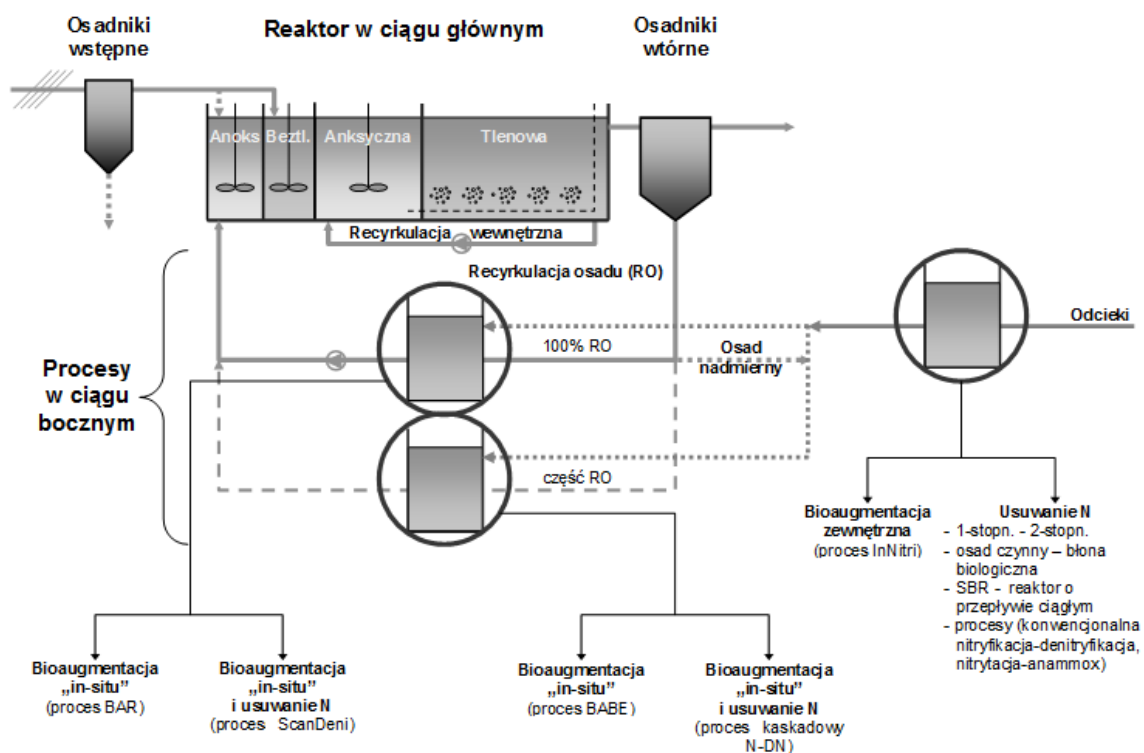 Osadniki
wstępne
Reaktor w ciągu głównym
Osadniki
wtórne
Anoks
Beztl.
Anksyczna
Tlenowa
Recyrkulacja wewnętrzna
Recyrkulacja osadu (RO)
Odcieki
100% RO
Osad
nadmierny
Procesy
w ciągu
bocznym
część RO
Bioaugmentacja
zewnętrzna
(proces InNitri)
Usuwanie N
- 1-stopn. - 2-stopn.
- osad czynny – błona
biologiczna
- SBR - reaktor o
przepływie ciągłym
- procesy (konwencjonalna
nitryfikacja-denitryfikacja,
nitrytacja-anammox)
Bioaugmentacja
„in-situ”
(proces BAR)
Bioaugmentacja
„in-situ”
i usuwanie N
(proces ScanDeni)
Bioaugmentacja
„in-situ”
(proces BABE)
Bioaugmentacja
„in-situ”
i usuwanie N
(proces kaskadowy
N-DN)